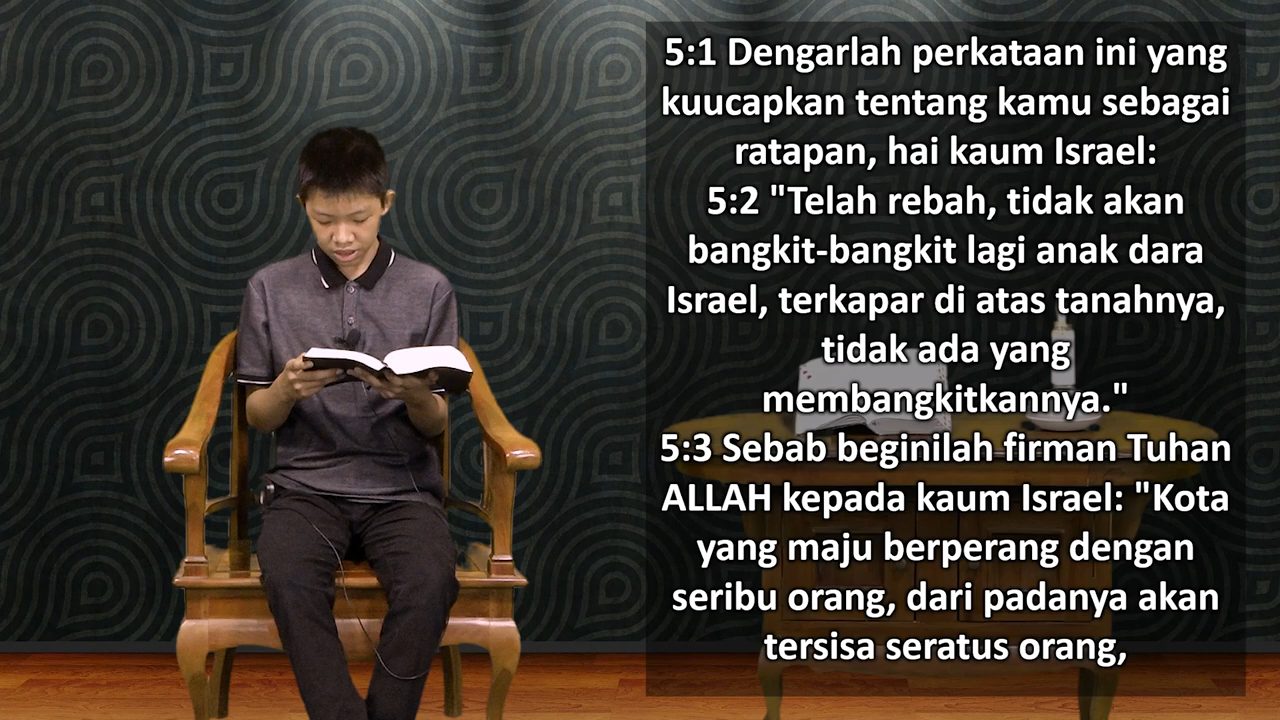 5:1 Dengarlah perkataan ini yang
kuucapkan tentang kamu sebagai
ratapan, hai kaum Israel:
5:2 "Telah rebah, tidak akan
bangkit-bangkit lagi anak dara
Israel, terkapar di atas tanahnya,
tidak ada yang
membangkitkannya."
5:3 Sebab beginilah firman Tuhan
ALLAH kepada kaum Israel: "Kota
yang maju berperang dengan
seribu orang, dari padanya akan
tersisa seratus orang,